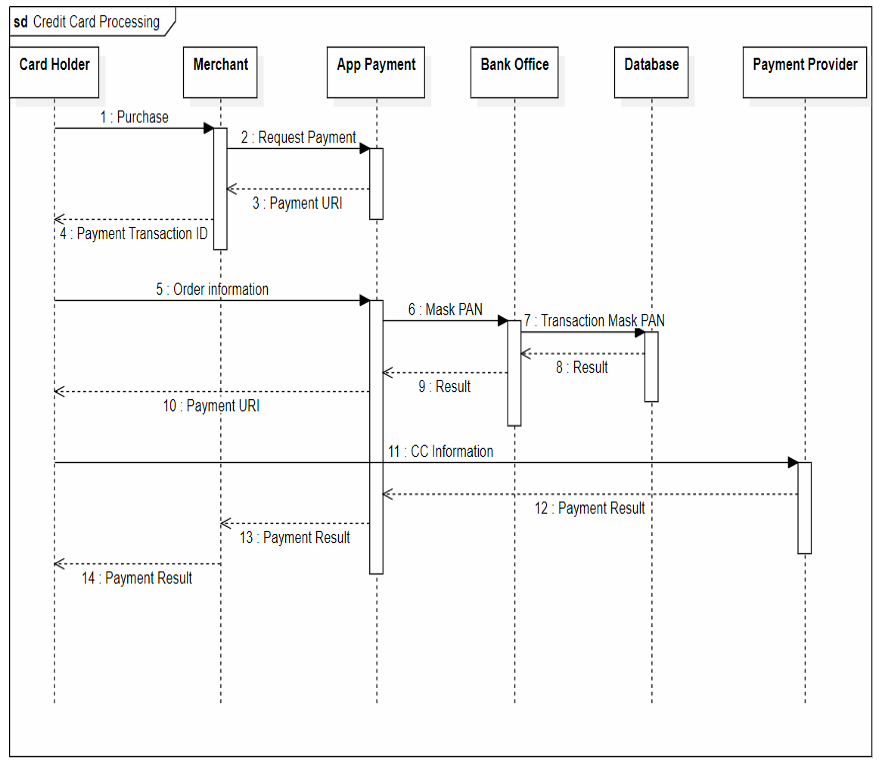 sd Credit Card Processing
Card Holder
Merchant
App Payment
Bank Office
Database
Payment Provider
1 : Purchase
2 : Request Payment
3 : Payment URI
4 : Payment Transaction ID
5 : Order information
6 : Mask PAN
7 : Transaction Mask PAN
8 : Result
9 : Result
10 : Payment URI
11 : CC Information
12 : Payment Result
13 : Payment Result
14 : Payment Result